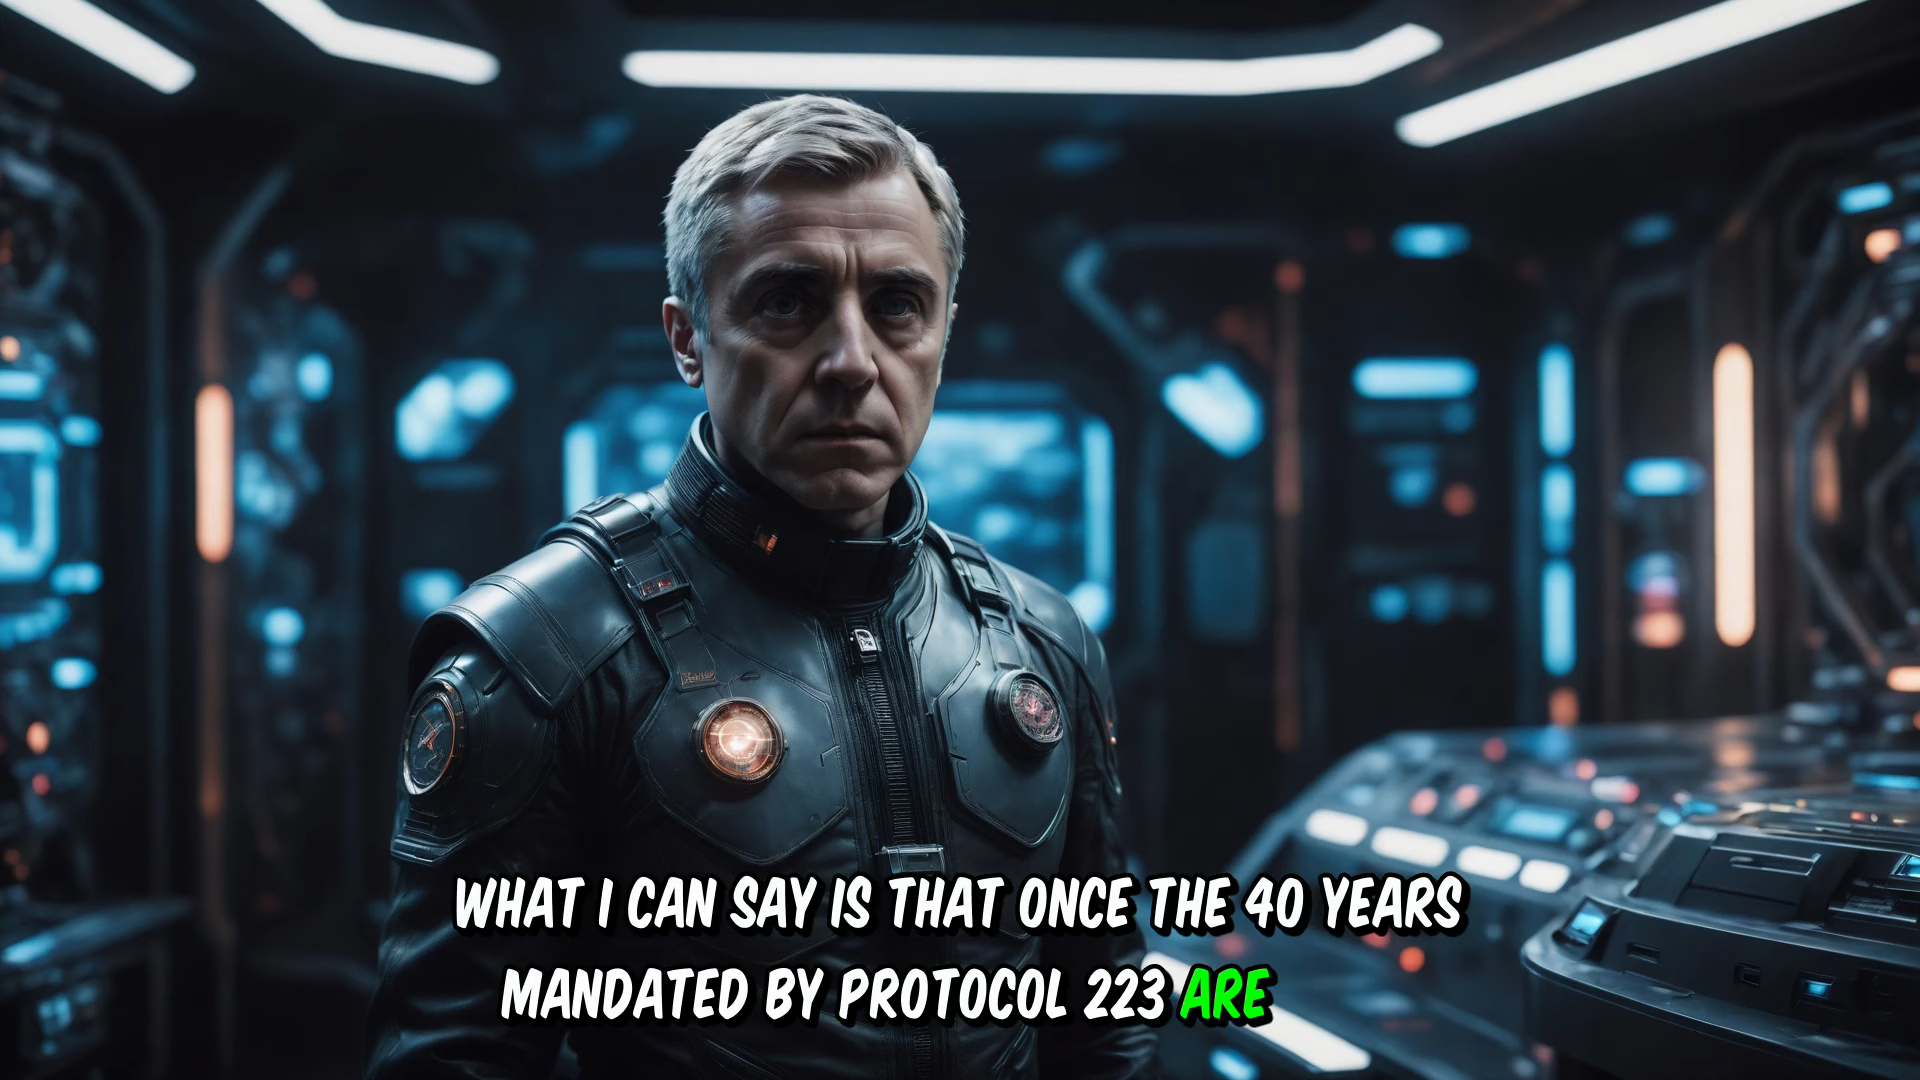 WHAT I CAN SAY IS THAT ONCE THE 40 YEARS
MANDATED BY PROTOCOL 223 ARE